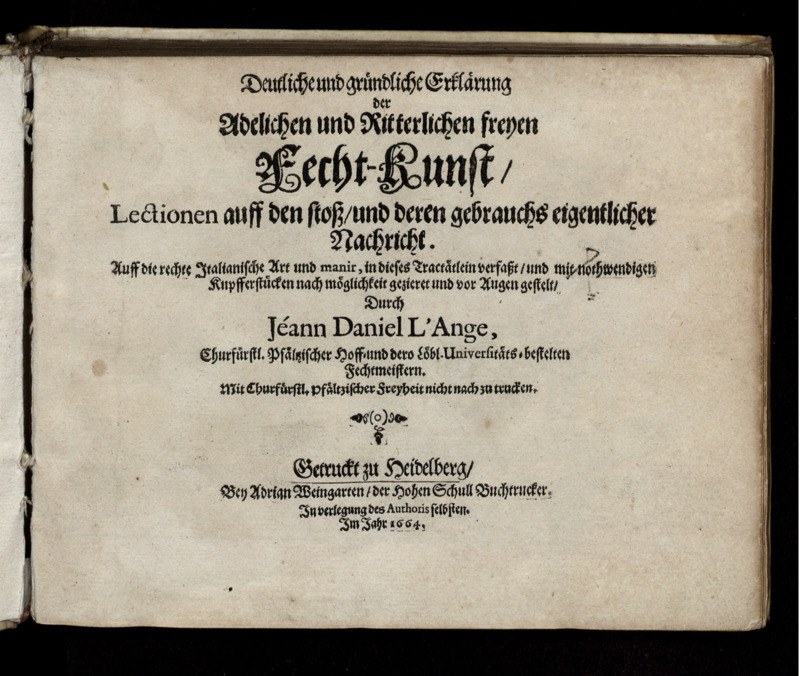 Deutliche und gründliche Erklärung
der
Adelichen und Ritterlichen freyen
Fecht-Kunst/
Lectionen auff den stoß/und deren gebrauchs eigentlicher
Nachricht.
Auff die rechte Italianische Art und manir, in dieses Tractätlein verfaßt/und mit nothwendigen
Kupfferstücken nach möglichkeit gezieret und vor Augen gestelt/
Durch
Jéann Daniel L'Ange,
Churfürstl. Pfältzischer Hoff-und dero Löbl. Universitäts-bestelten
Fechtmeistern.
Mit Churfürstl. Pfältzischer Freyheit nicht nach zu trucken.
Getruckt zu Heidelberg/
Bey Adrian Weingarten/der Hohen Schull Buchtrucker.
In verlegung des Authoris selbsten.
Im Jahr 1664.